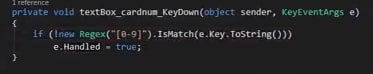 1 reference
private void textBox_cardnum_KeyDown(object sender, KeyEventArgs e)
{
if (!new Regex("[0-9]").IsMatch(e.Key.ToString()))
e.Handled = true;
}